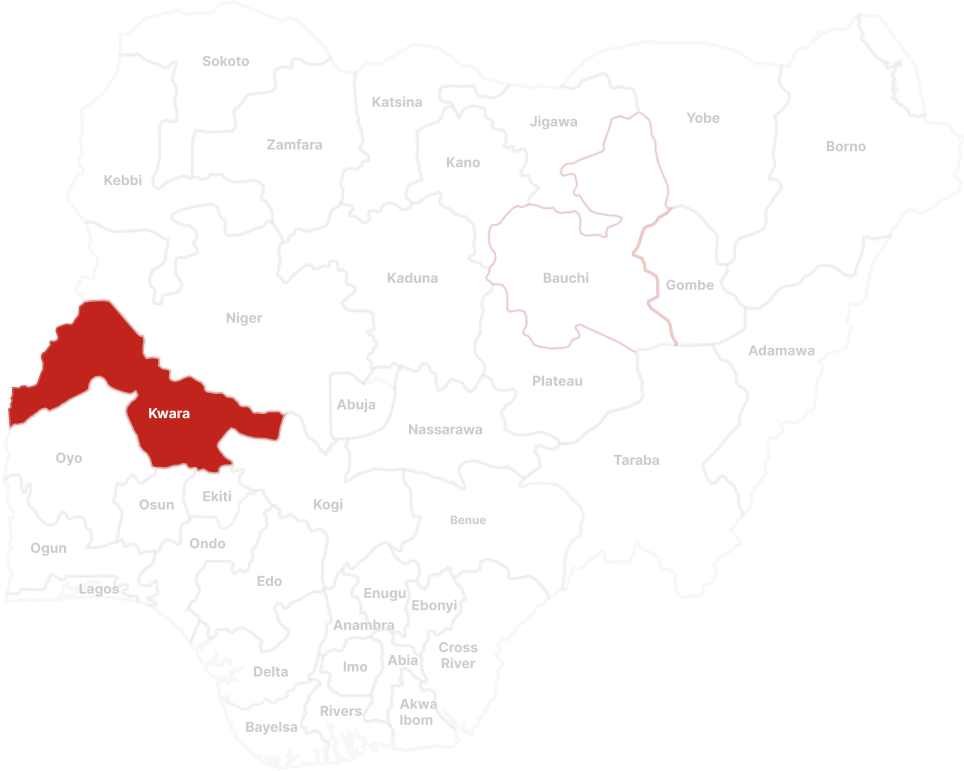 Sokoto
Katsina
Jigawa
Yobe
Borno
Zamfara
Kano
Kebbi
Kaduna
Bauchi
Gombe
Niger
Adamawa
Plateau
Abuja
Kwara
Nassarawa
Oyo
Taraba
Ekiti
Osun
Kogi
Benue
Ogun
Ondo
Edo
Lagos
Enugu
Ebonyi
Anambra
Cross
River
Abia
Imo
Delta
Akwa
Ibom
Rivers
Bayelsa